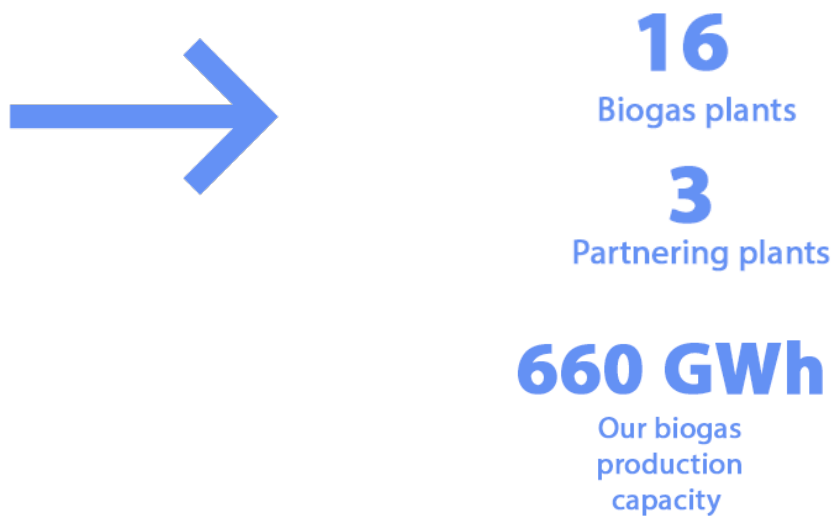 16
Biogas plants
3
Partnering plants
660 GWh
Our biogas
production
capacity